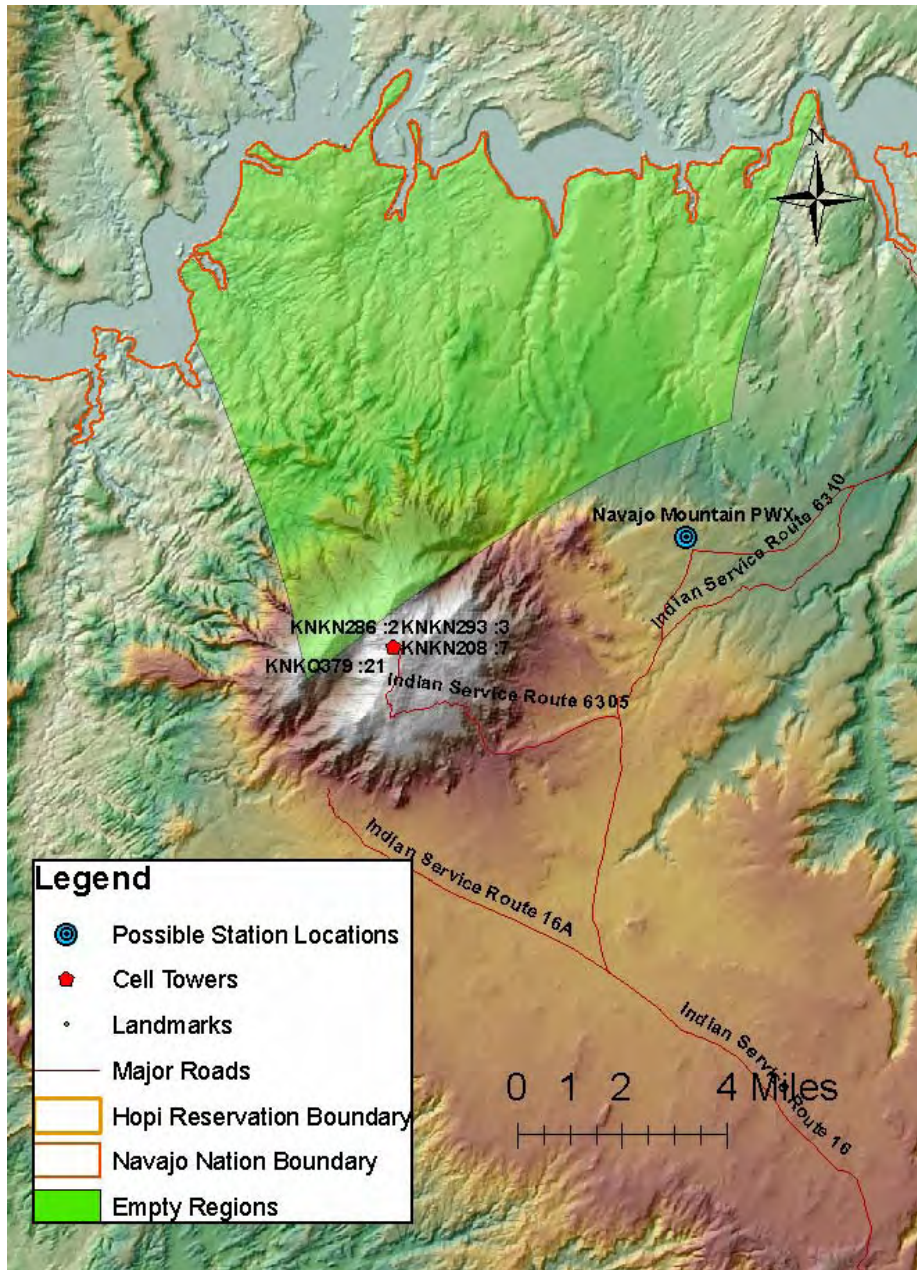 N
Navajo Mountain PWX
Indian Service Route 6310
KNKN286 :2 KNKN293 :3
KNKN208 :7
KNKO379 :21
Indian Service Route 6305
Indian Service Route 16A
Indian Service Route 16
0 1 2 4 Miles
Legend
Possible Station Locations
Cell Towers
Landmarks
Major Roads
Hopi Reservation Boundary
Navajo Nation Boundary
Empty Regions